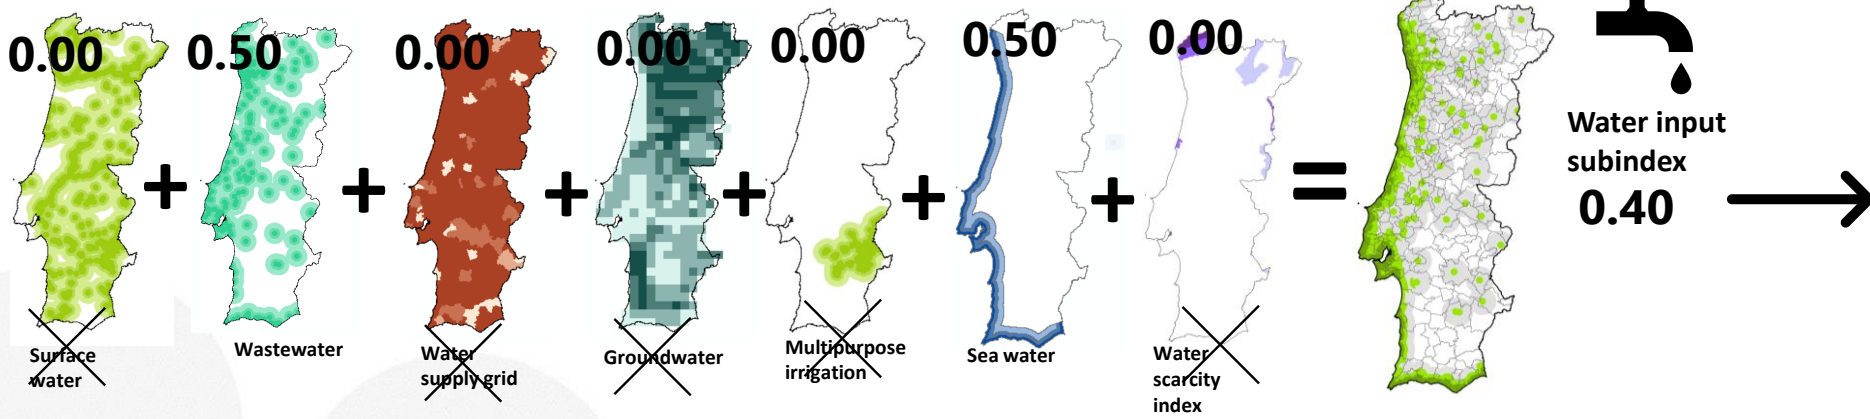 0.00
0.50
0.00
0.00
0.00
0.50
0.00
+
+
+
+
+
+
=
Surface
water
Wastewater
Water
supply grid
Groundwater
Multipurpose
irrigation
Sea water
Water
scarcity
index
Water input
subindex
0.40